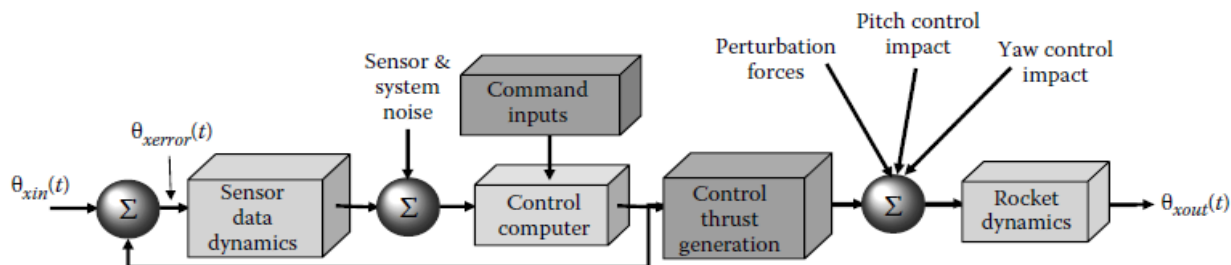 Pitch control
impact
Perturbation
forces
Yaw control
impact
Sensor &
system
noise
Command
inputs
θxerror(t)
θxin(t)
Σ
Sensor
data
dynamics
Σ
Control
computer
Control
thrust
generation
Σ
Rocket
dynamics
θxout(t)